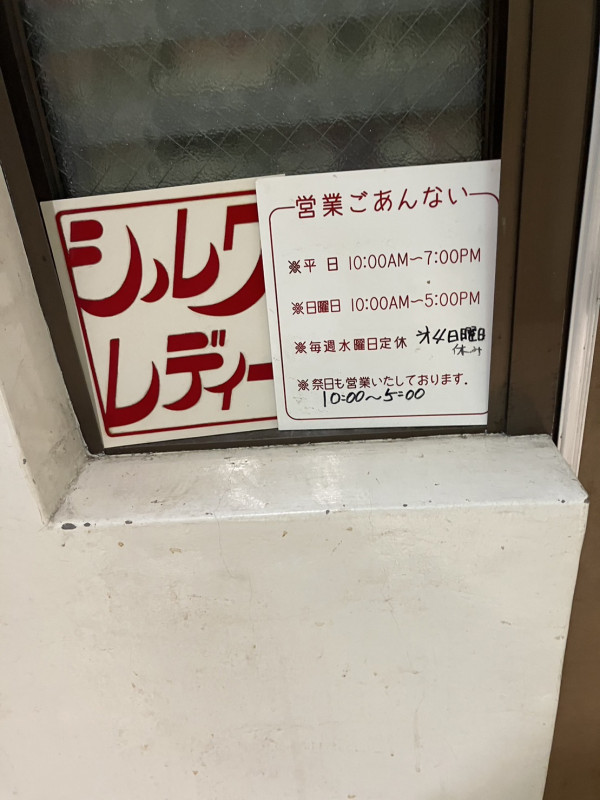 シルク
レディー
営業ごあんない
※平 日 10:00AM〜7:00PM
※日曜日 10:00AM〜5:00PM
※毎週水曜日定休 オ4日曜日
休み
※祭日も営業いたしております.
10:00〜5:00